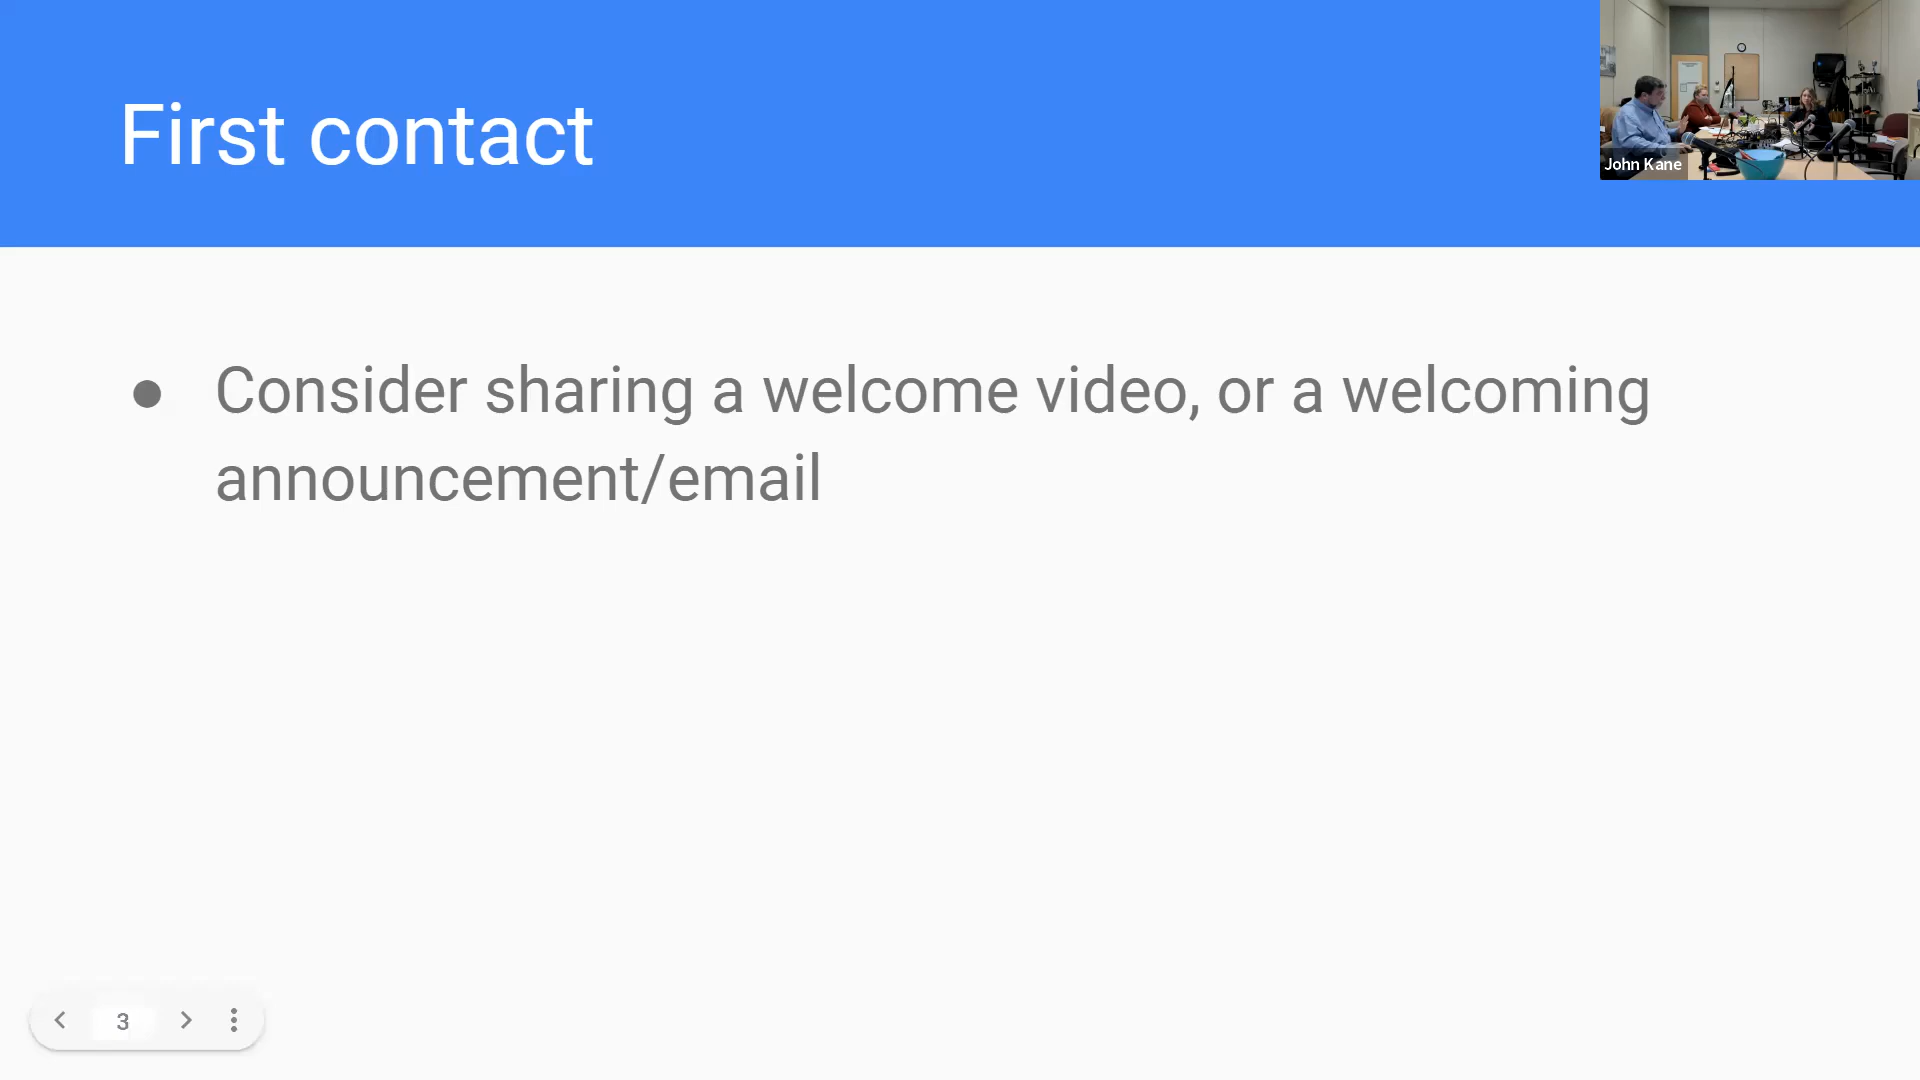 First contact
John Kane
● Consider sharing a welcome video, or a welcoming
announcement/email
3